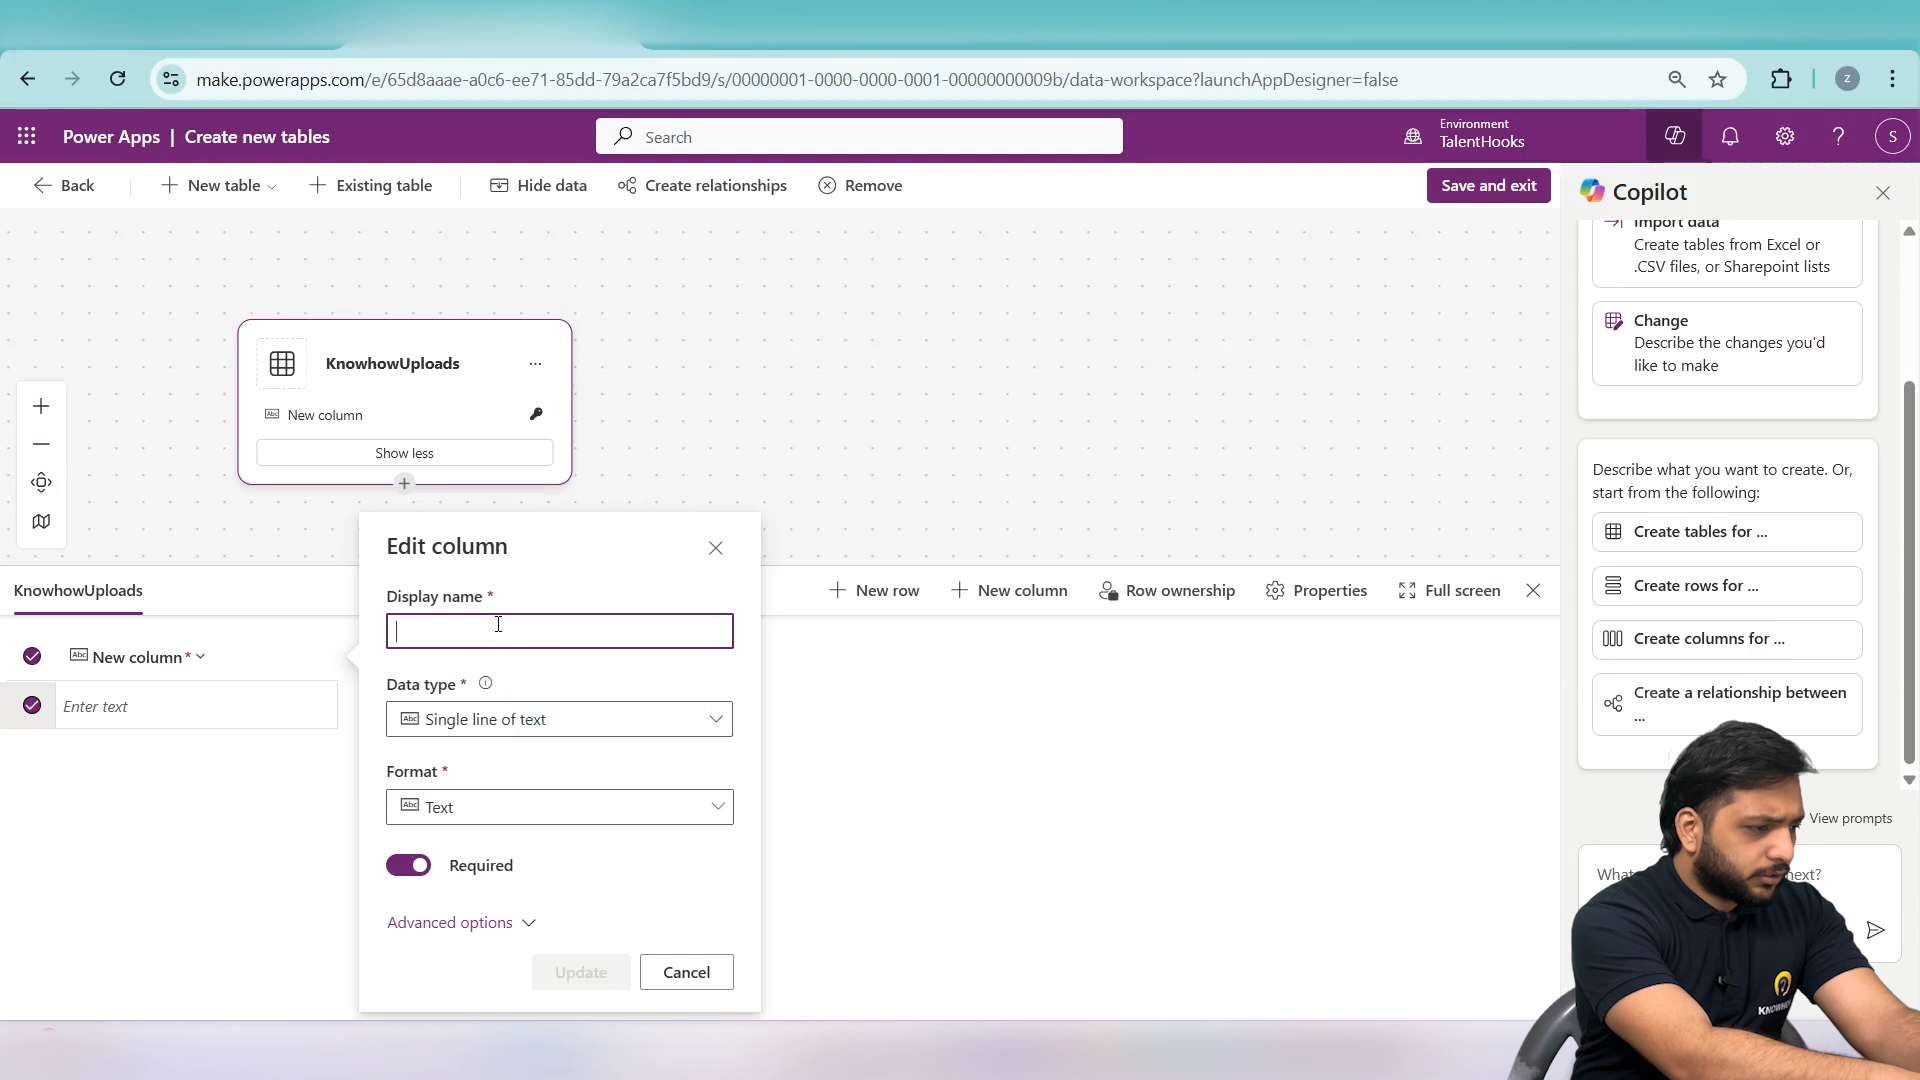 make.powerapps.com/e/65d8aaae-a0c6-ee71-85dd-79a2ca7f5bd9/s/00000001-0000-0000-0001-00000000009b/data-workspace?launchAppDesigner=false
Z
Power Apps | Create new tables
Search
Environment
TalentHooks
?
S
Back
New table
Existing table
Hide data
Create relationships
Remove
Save and exit
Copilot
Import data
Create tables from Excel or
.CSV files, or Sharepoint lists
Change
Describe the changes you'd
like to make
KnowhowUploads
...
Abc New column
Show less
Describe what you want to create. Or,
start from the following:
Create tables for ...
Create rows for ...
Create columns for ...
Create a relationship between
...
Edit column
Display name *
Data type *
Abc Single line of text
Format *
Abc Text
Required
Advanced options
Update
Cancel
KnowhowUploads
New row
New column
Row ownership
Properties
Full screen
Abc New column *
Enter text
View prompts
next?